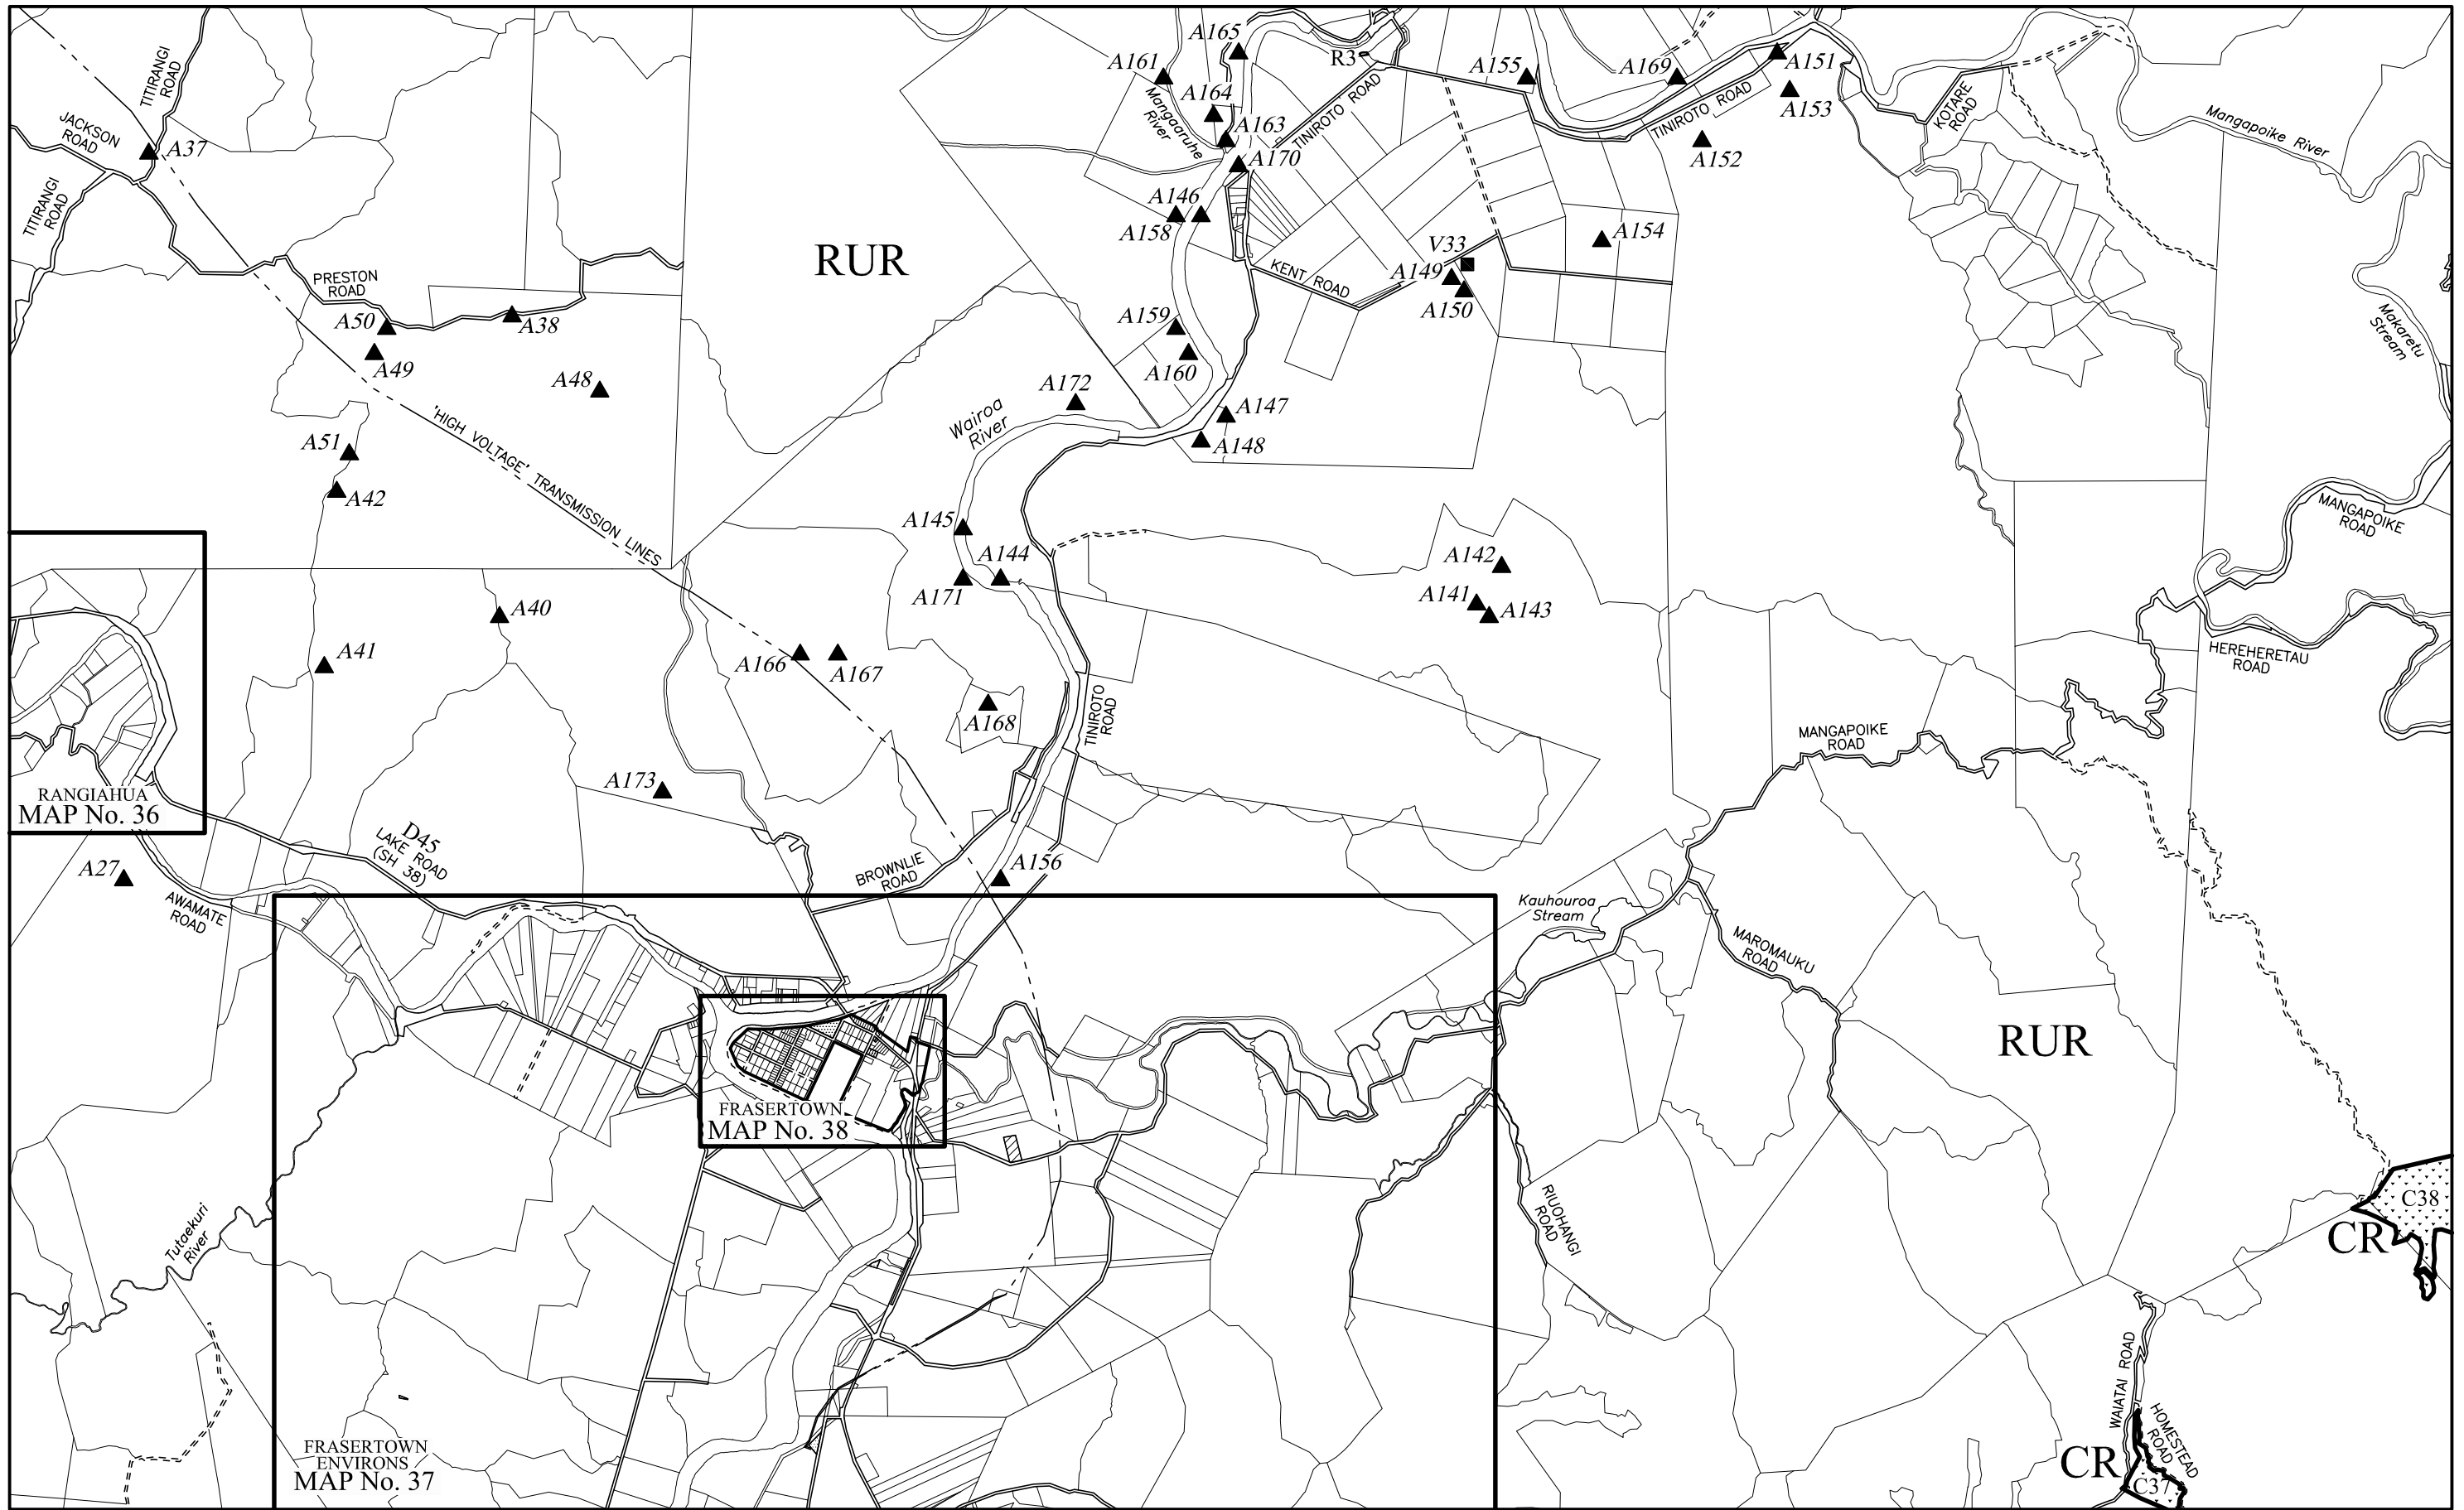 TITIRANGI
ROAD
JACKSON
ROAD
A37
TITIRANGI
ROAD
PRESTON
ROAD
A50
A49
A38
A48
A51
A42
'HIGH VOLTAGE' TRANSMISSION LINES
RUR
A161
A165
A164
Mangaaruhe
River
A163
A170
R3
TINIROTO ROAD
A146
A158
A155
A169
A151
A153
TINIROTO ROAD
A152
KOTARE
ROAD
Mangapoike River
Makaretu
Stream
A154
V33
A149
A150
KENT ROAD
A159
A160
A172
A147
A148
Wairoa
River
A145
A144
A171
A142
A141
A143
MANGAPOIKE
ROAD
HEREHERETAU
ROAD
A40
A41
A166
A167
A168
TINIROTO
ROAD
MANGAPOIKE
ROAD
RANGIAHUA
MAP No. 36
A173
D45
LAKE ROAD
(SH 38)
A27
AWAMATE
ROAD
BROWNLIE
ROAD
A156
Kauhouroa
Stream
MAROMAUKU
ROAD
RUR
FRASERTOWN
MAP No. 38
Tutaekuri
River
RIUOHANGI
ROAD
C38
CR
WAIATAI ROAD
HOMESTEAD
ROAD
CR
C37
FRASERTOWN
ENVIRONS
MAP No. 37